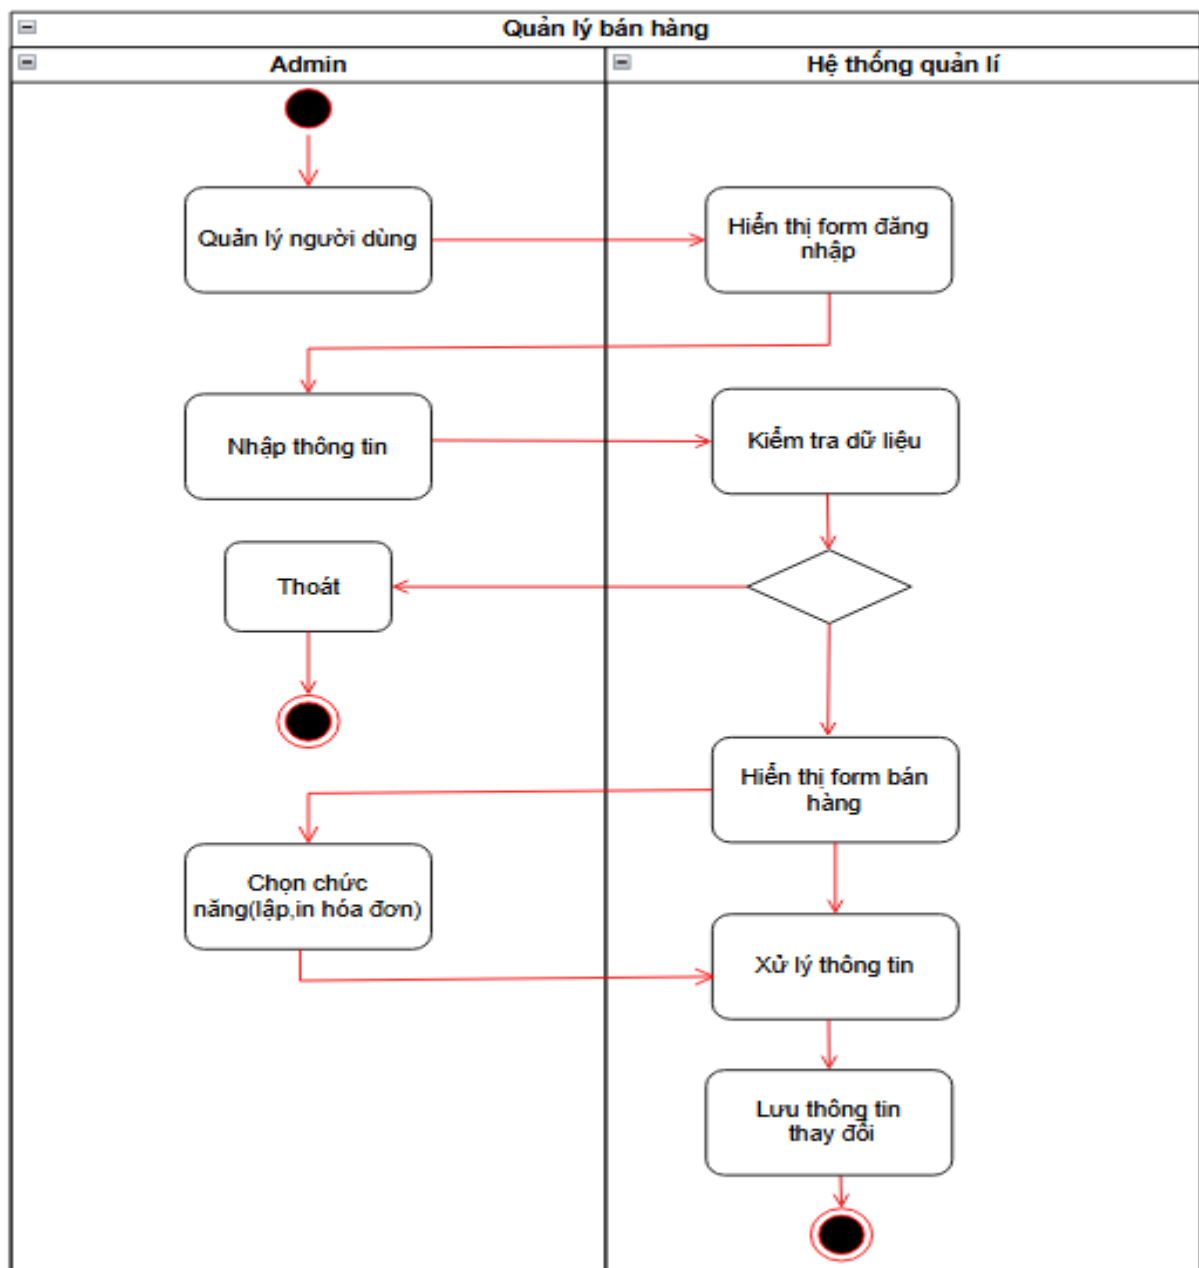 Quản lý bán hàng
Admin
Hệ thống quản lí
Quản lý người dùng
Hiển thị form đăng
nhập
Nhập thông tin
Kiểm tra dữ liệu
Thoát
Hiển thị form bán
hàng
Chọn chức
năng(lập,in hóa đơn)
Xử lý thông tin
Lưu thông tin
thay đổi